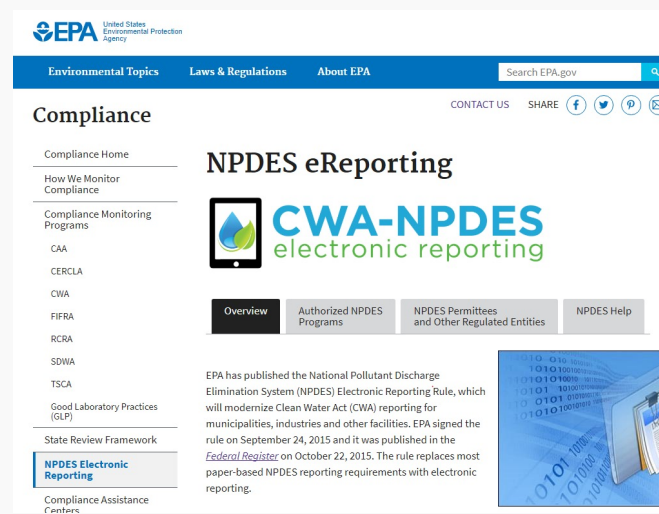 EPA
United States
Environmental Protection
Agency
Environmental Topics
Laws & Regulations
About EPA
Search EPA.gov
CONTACT US
SHARE
Compliance
Compliance Home
How We Monitor
Compliance
Compliance Monitoring
Programs
CAA
CERCLA
CWA
FIFRA
RCRA
SDWA
TSCA
Good Laboratory Practices
(GLP)
State Review Framework
NPDES Electronic
Reporting
Compliance Assistance
Centers
NPDES eReporting
CWA-NPDES
electronic reporting
Overview
Authorized NPDES
Programs
NPDES Permittees
and Other Regulated Entities
NPDES Help
EPA has published the National Pollutant Discharge
Elimination System (NPDES) Electronic Reporting Rule, which
will modernize Clean Water Act (CWA) reporting for
municipalities, industries and other facilities. EPA signed the
rule on September 24, 2015 and it was published in the
Federal Register on October 22, 2015. The rule replaces most
paper-based NPDES reporting requirements with electronic
reporting.